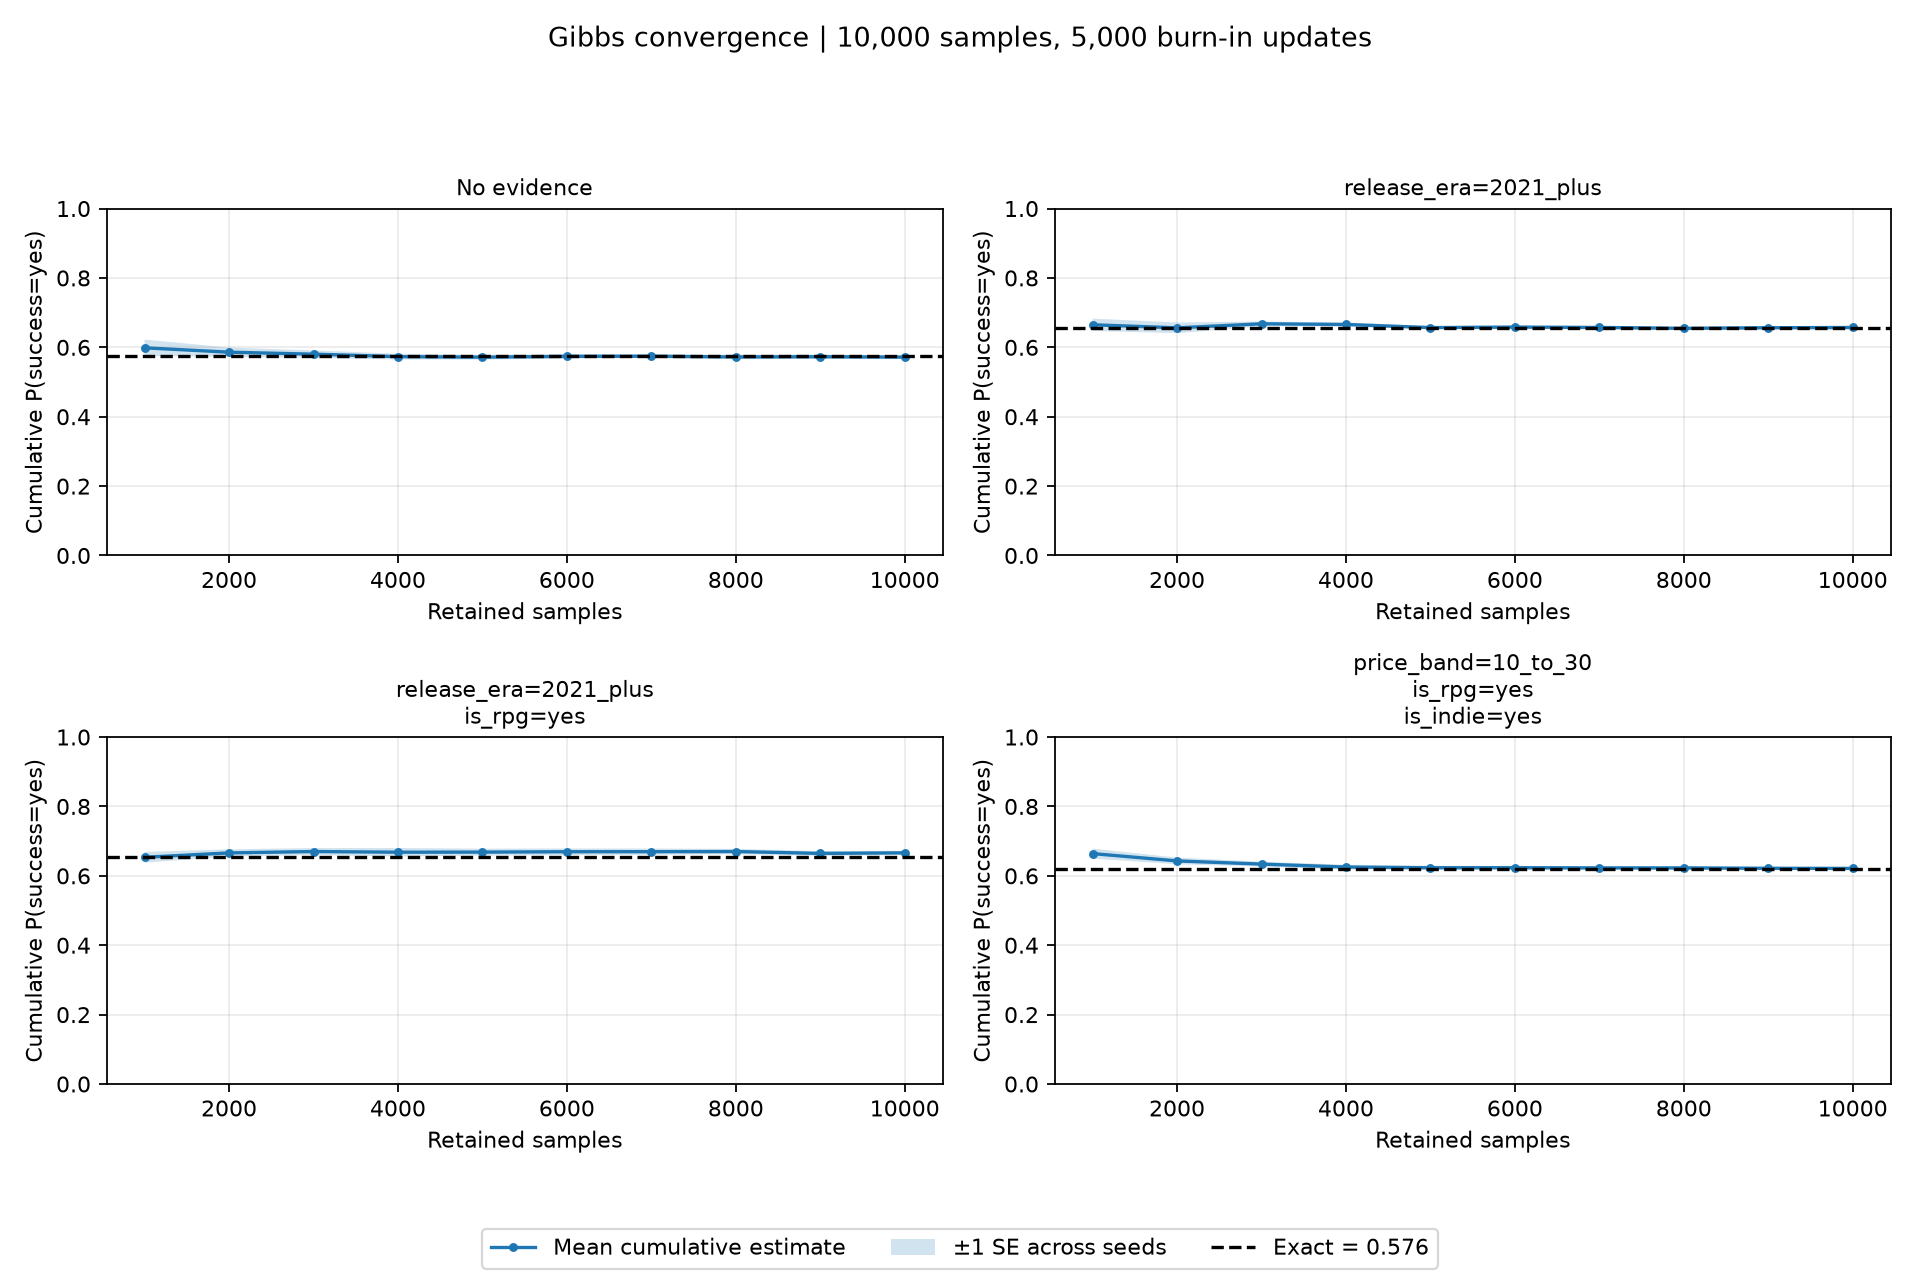 Gibbs convergence | 10,000 samples, 5,000 burn-in updates
No evidence
1.0
0.8
0.6
0.4
0.2
0.0
Cumulative P(success=yes)
2000 4000 6000 8000 10000
Retained samples
release_era=2021_plus
1.0
0.8
0.6
0.4
0.2
0.0
Cumulative P(success=yes)
2000 4000 6000 8000 10000
Retained samples
release_era=2021_plus
is_rpg=yes
1.0
0.8
0.6
0.4
0.2
0.0
Cumulative P(success=yes)
2000 4000 6000 8000 10000
Retained samples
price_band=10_to_30
is_rpg=yes
is_indie=yes
1.0
0.8
0.6
0.4
0.2
0.0
Cumulative P(success=yes)
2000 4000 6000 8000 10000
Retained samples
Mean cumulative estimate ±1 SE across seeds Exact = 0.576